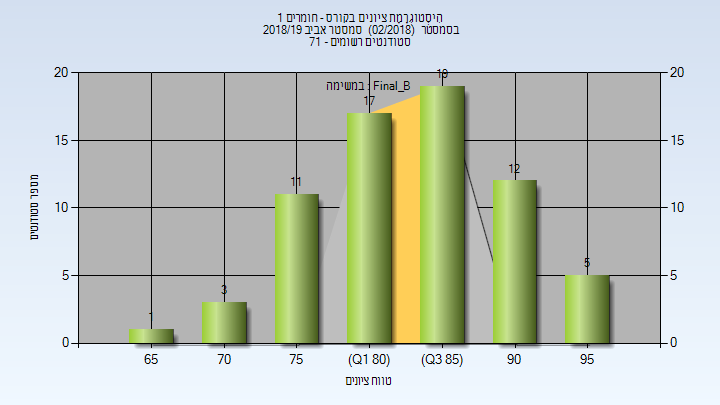 היסטוגרמת ציונים בקורס - חומרים 1
בסמסטר (02/2018) סמסטר אביב 2018/19
סטודנטים רשומים - 71
במשימה : Final_B
20
15
10
5
0
20
15
10
5
0
מספר סטודנטים
1
3
11
17
19
12
5
65
70
75
(Q1 80)
(Q3 85)
90
95
טווח ציונים